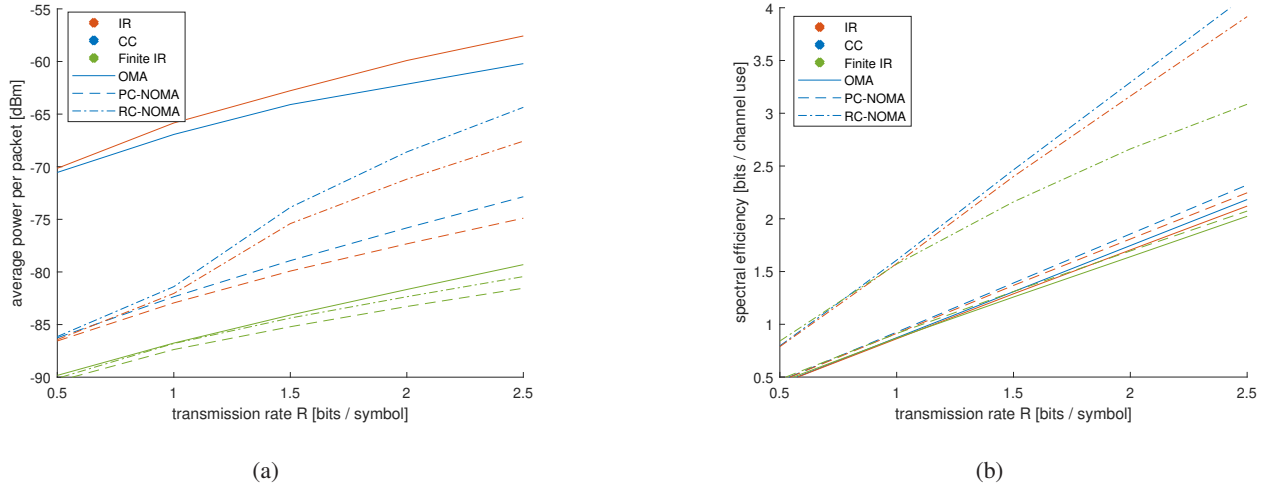 -55
-60
-65
-70
-75
-80
-85
-90
average power per packet [dBm]
IR
CC
Finite IR
OMA
PC-NOMA
RC-NOMA
0.5 1 1.5 2 2.5
transmission rate R [bits / symbol]
(a)
4
3.5
3
2.5
2
1.5
1
0.5
spectral efficiency [bits / channel use]
IR
CC
Finite IR
OMA
PC-NOMA
RC-NOMA
0.5 1 1.5 2 2.5
transmission rate R [bits / symbol]
(b)